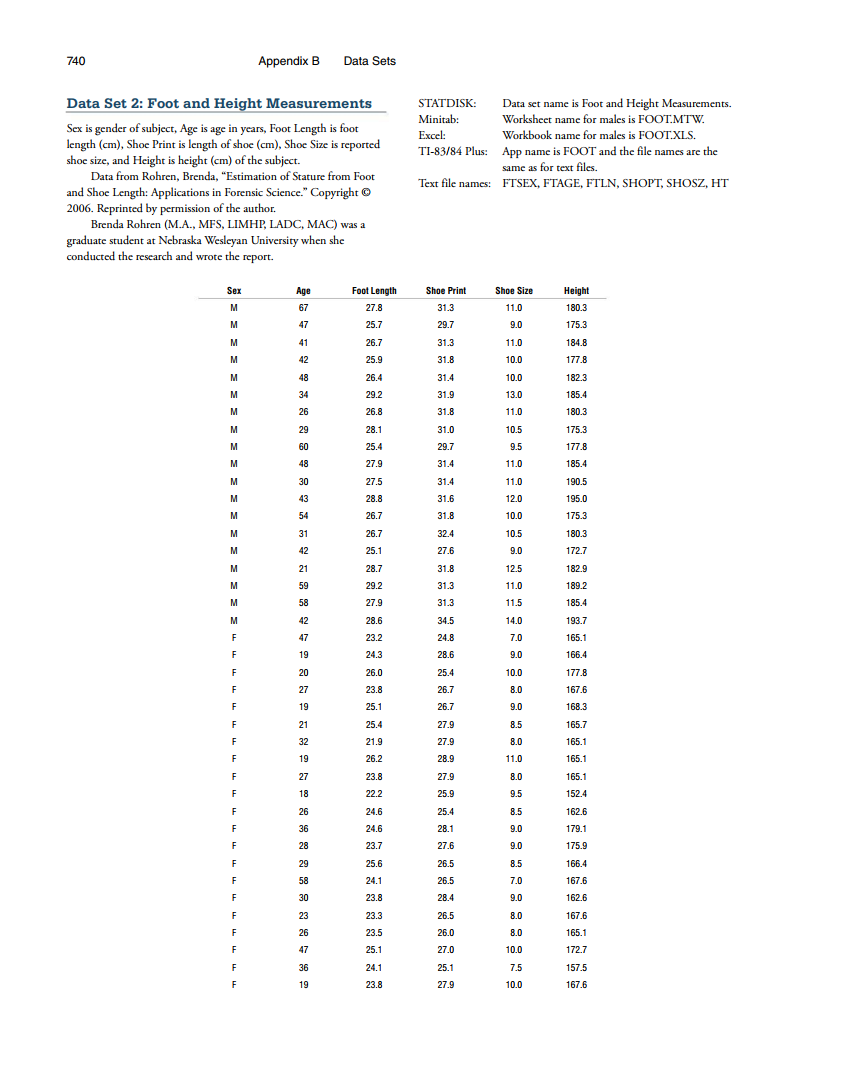 740 Appendix B Data Sets
Data Set 2: Foot and Height Measurements
Sex is gender of subject, Age is age in years, Foot Length is foot
length (cm), Shoe Print is length of shoe (cm), Shoe Size is reported
shoe size, and Height is height (cm) of the subject.
Data from Rohren, Brenda, “Estimation of Stature from Foot
and Shoe Length: Applications in Forensic Science.” Copyright ©
2006. Reprinted by permission of the author.
Brenda Rohren (M.A., MFS, LIMHP, LADC, MAC) was a
graduate student at Nebraska Wesleyan University when she
conducted the research and wrote the report.
STATDISK: Data set name is Foot and Height Measurements.
Minitab: Worksheet name for males is FOOT.MTW.
Excel: Workbook name for males is FOOT.XLS.
TI-83/84 Plus: App name is FOOT and the file names are the
same as for text files.
Text file names: FTSEX, FTAGE, FTLN, SHOPT, SHOSZ, HT
Sex Age Foot Length Shoe Print Shoe Size Height
M 67 27.8 31.3 11.0 180.3
M 47 25.7 29.7 9.0 175.3
M 41 26.7 31.3 11.0 184.8
M 42 25.9 31.8 10.0 177.8
M 48 26.4 31.4 10.0 182.3
M 34 29.2 31.9 13.0 185.4
M 26 26.8 31.8 11.0 180.3
M 29 28.1 31.0 10.5 175.3
M 60 25.4 29.7 9.5 177.8
M 48 27.9 31.4 11.0 185.4
M 30 27.5 31.4 11.0 190.5
M 43 28.8 31.6 12.0 195.0
M 54 26.7 31.8 10.0 175.3
M 31 26.7 32.4 10.5 180.3
M 42 25.1 27.6 9.0 172.7
M 21 28.7 31.8 12.5 182.9
M 59 29.2 31.3 11.0 189.2
M 58 27.9 31.3 11.5 185.4
M 42 28.6 34.5 14.0 193.7
F 47 23.2 24.8 7.0 165.1
F 19 24.3 28.6 9.0 166.4
F 20 26.0 25.4 10.0 177.8
F 27 23.8 26.7 8.0 167.6
F 19 25.1 26.7 9.0 168.3
F 21 25.4 27.9 8.5 165.7
F 32 21.9 27.9 8.0 165.1
F 19 26.2 28.9 11.0 165.1
F 27 23.8 27.9 8.0 165.1
F 18 22.2 25.9 9.5 152.4
F 26 24.6 25.4 8.5 162.6
F 36 24.6 28.1 9.0 179.1
F 28 23.7 27.6 9.0 175.9
F 29 25.6 26.5 8.5 166.4
F 58 24.1 26.5 7.0 167.6
F 30 23.8 28.4 9.0 162.6
F 23 23.3 26.5 8.0 167.6
F 26 23.5 26.0 8.0 165.1
F 47 25.1 27.0 10.0 172.7
F 36 24.1 25.1 7.5 157.5
F 19 23.8 27.9 10.0 167.6